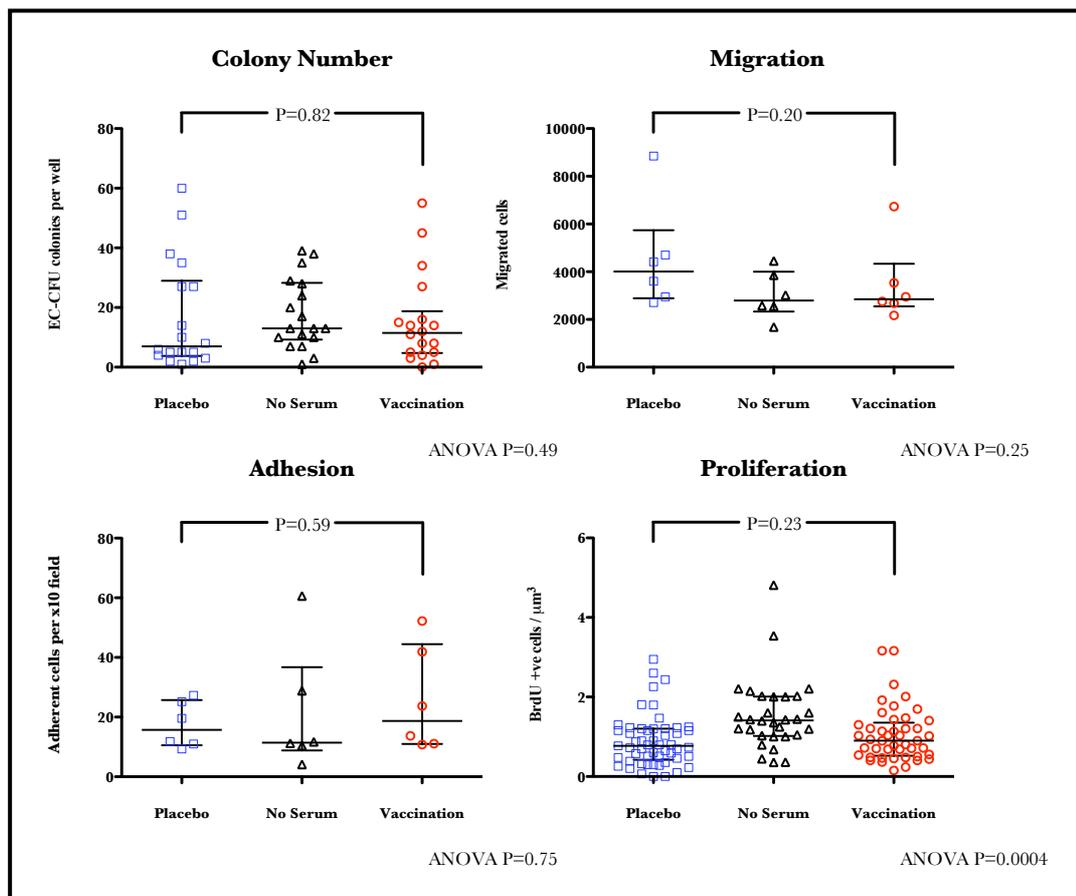 Colony Number
P=0.82
EC-CFU colonies per well
80
60
40
20
0
Placebo
No Serum
Vaccination
ANOVA P=0.49
Migration
P=0.20
Migrated cells
10000
8000
6000
4000
2000
0
Placebo
No Serum
Vaccination
ANOVA P=0.25
Adhesion
P=0.59
Adherent cells per x10 field
80
60
40
20
0
Placebo
No Serum
Vaccination
ANOVA P=0.75
Proliferation
P=0.23
BrdU +ve cells / μm³
6
4
2
0
Placebo
No Serum
Vaccination
ANOVA P=0.0004